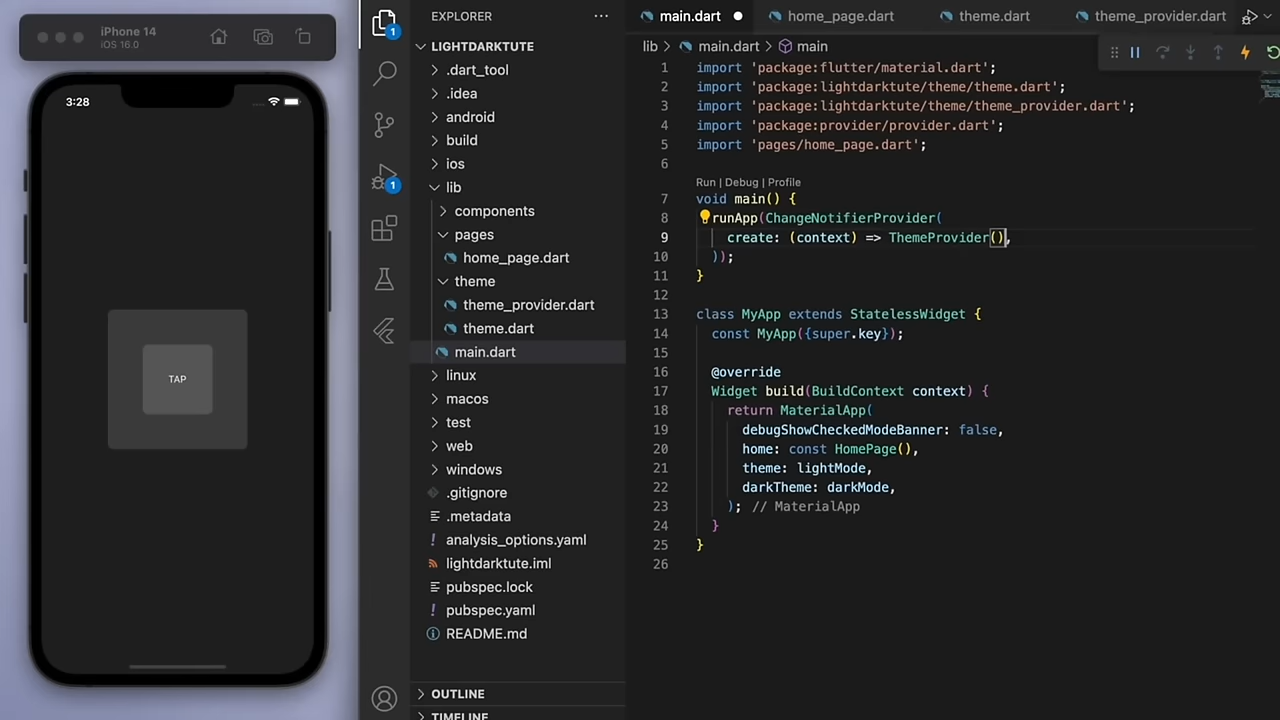 iPhone 14
iOS 16.0
3:28
TAP
1
1
EXPLORER
LIGHTDARKTUTE
.dart_tool
.idea
android
build
ios
lib
components
pages
home_page.dart
theme
theme_provider.dart
theme.dart
main.dart
linux
macos
test
web
windows
.gitignore
.metadata
analysis_options.yaml
lightdarktute.iml
pubspec.lock
pubspec.yaml
README.md
OUTLINE
TIMELINE
main.dart
home_page.dart
theme.dart
theme_provider.dart
lib > main.dart > main
1 import 'package:flutter/material.dart';
2 import 'package:lightdarktute/theme/theme.dart';
3 import 'package:lightdarktute/theme/theme_provider.dart';
4 import 'package:provider/provider.dart';
5 import 'pages/home_page.dart';
6
Run | Debug | Profile
7 void main() {
8 runApp(ChangeNotifierProvider(
9 create: (context) => ThemeProvider(),
10 ));
11 }
12
13 class MyApp extends StatelessWidget {
14 const MyApp({super.key});
15
16 @override
17 Widget build(BuildContext context) {
18 return MaterialApp(
19 debugShowCheckedModeBanner: false,
20 home: const HomePage(),
21 theme: lightMode,
22 darkTheme: darkMode,
23 ); // MaterialApp
24 }
25 }
26